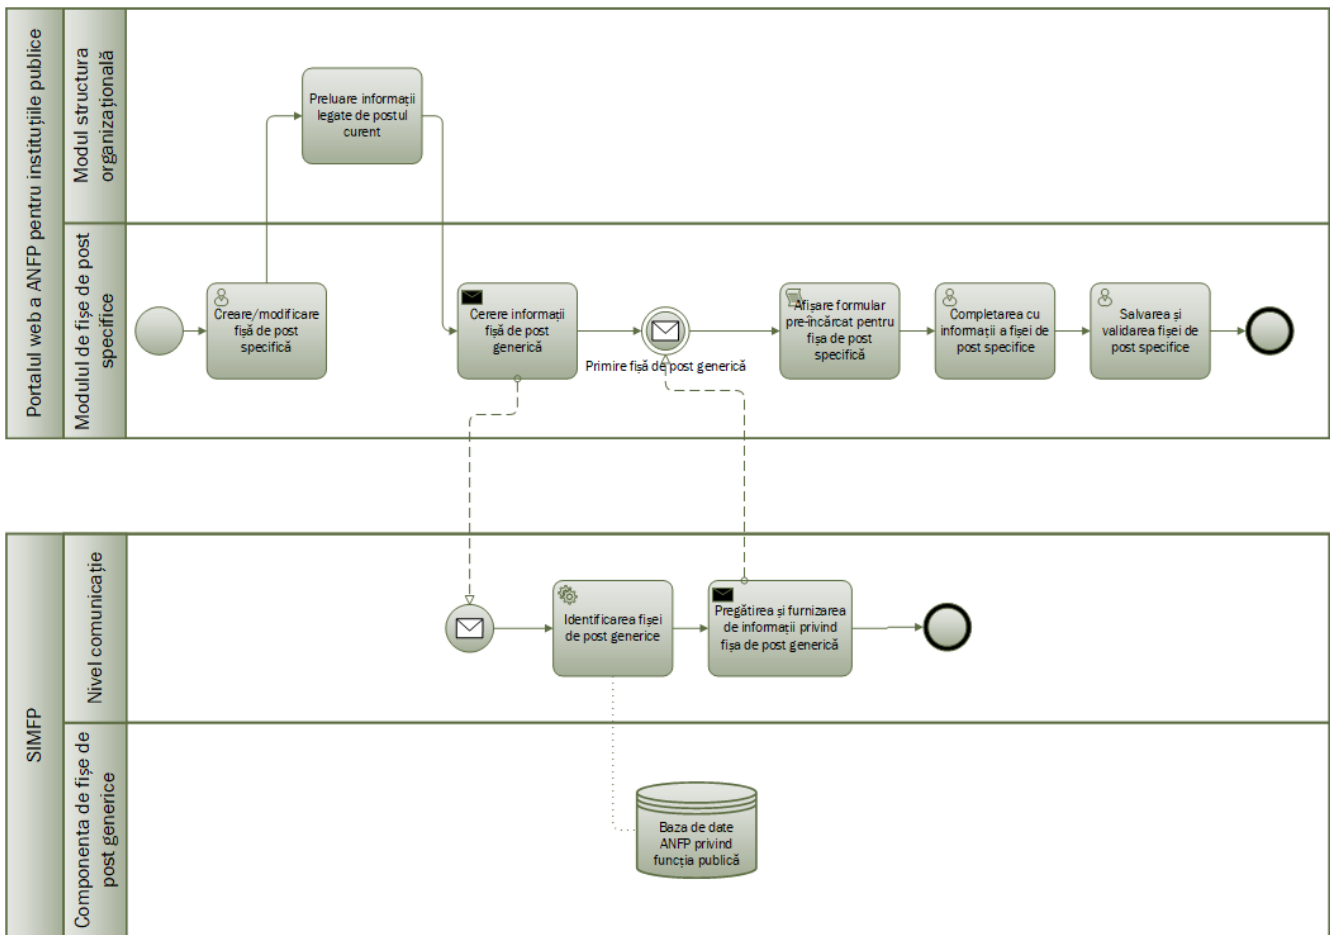 Portalul web a ANFP pentru instituțiile publice
Modul structura
organizațională
Preluare informații
legate de postul
curent
Modulul de fișe de post
specifice
Creare/modificare
fișă de post
specifică
Cerere informații
fișă de post
generică
Primire fișă de post generică
Afișare formular
pre-încărcat pentru
fișa de post
specifică
Completarea cu
informații a fișei de
post specifice
Salvarea și
validarea fișei de
post specifice
SIMFP
Nivel comunicație
Identificarea fișei
de post generice
Pregătirea și furnizarea
de informații privind
fișa de post generică
Componenta de fișe de
post generice
Baza de date
ANFP privind
funcția publică